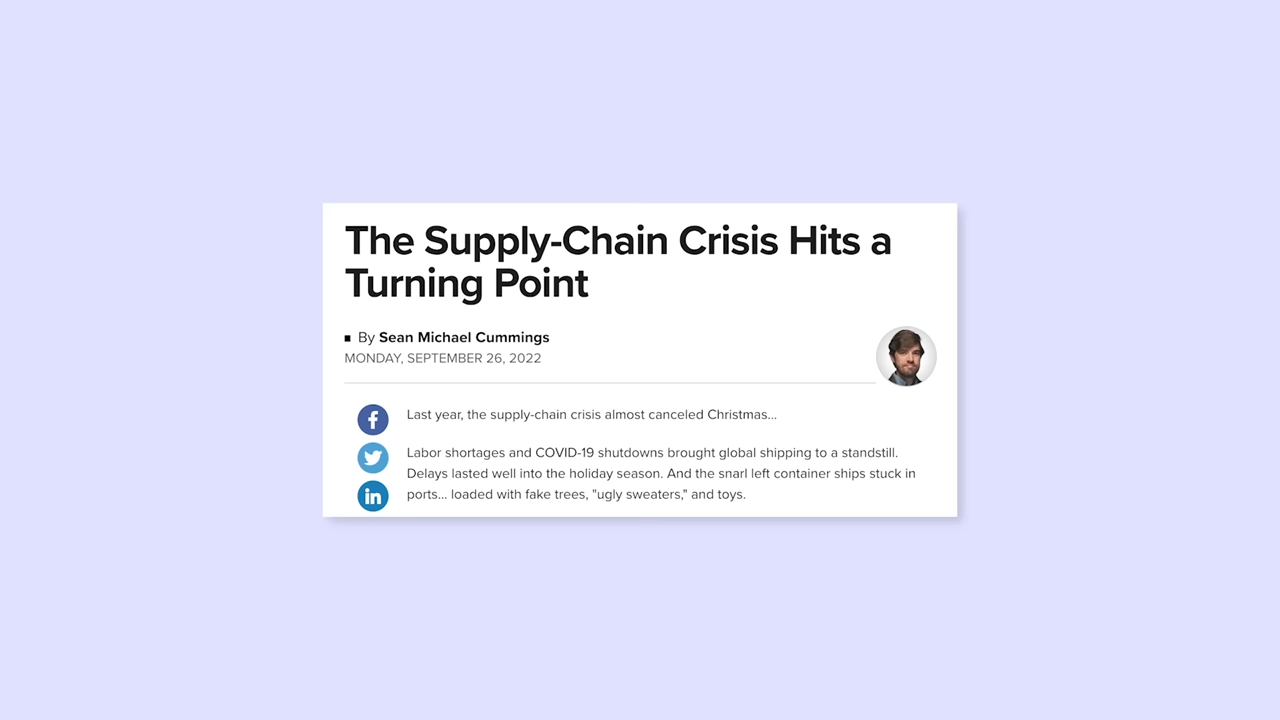 The Supply-Chain Crisis Hits a
Turning Point
By Sean Michael Cummings
MONDAY, SEPTEMBER 26, 2022
Last year, the supply-chain crisis almost canceled Christmas...
Labor shortages and COVID-19 shutdowns brought global shipping to a standstill.
Delays lasted well into the holiday season. And the snarl left container ships stuck in
ports... loaded with fake trees, "ugly sweaters," and toys.